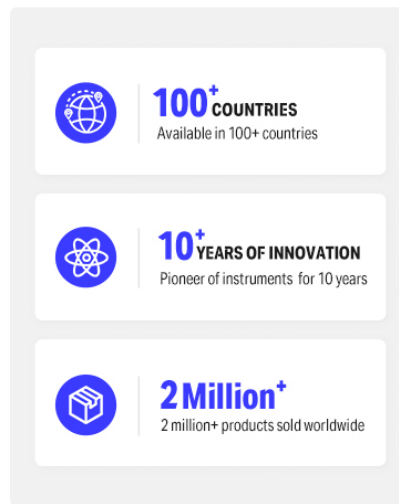 100+ COUNTRIES
Available in 100+ countries
10+ YEARS OF INNOVATION
Pioneer of instruments for 10 years
2 Million+
2 million+ products sold worldwide